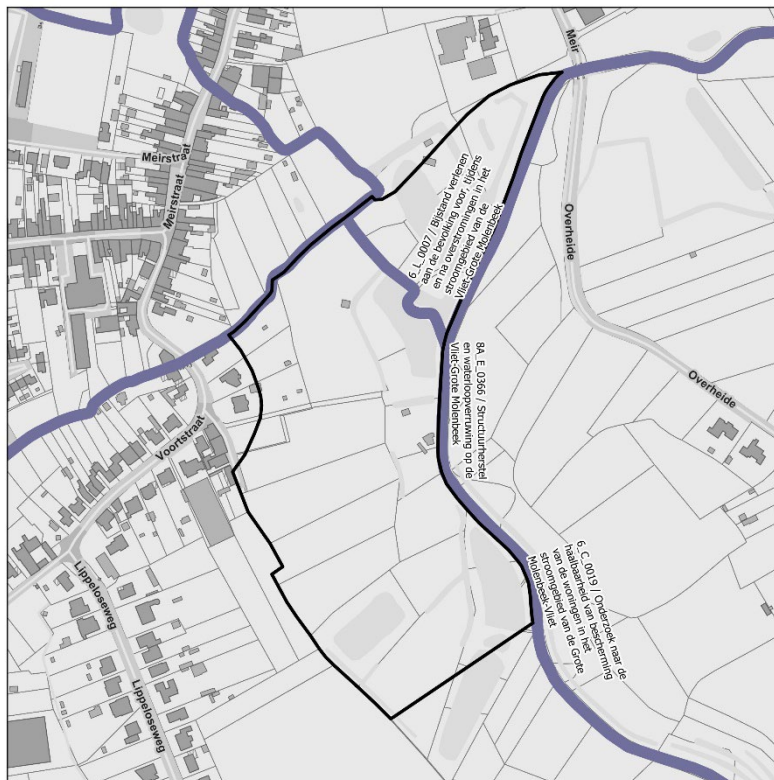 Meir
Meirstraat
Meirstraat
Overheide
6_L_0007 / Bijstand verlenen
aan de bevolking voor, tijdens
en na overstromingen in het
stroomgebied van de
Vliet-Grote Molenbeek
8A_E_0366 / Structuurherstel
en waterloopverruwing op de
Vliet-Grote Molenbeek
Overheide
Voortstraat
6_C_0019 / Onderzoek naar de
haalbaarheid van bescherming
van de woningen in het
stroomgebied van de Grote
Molenbeek-Vliet
Lippeloseweg
Lippeloseweg